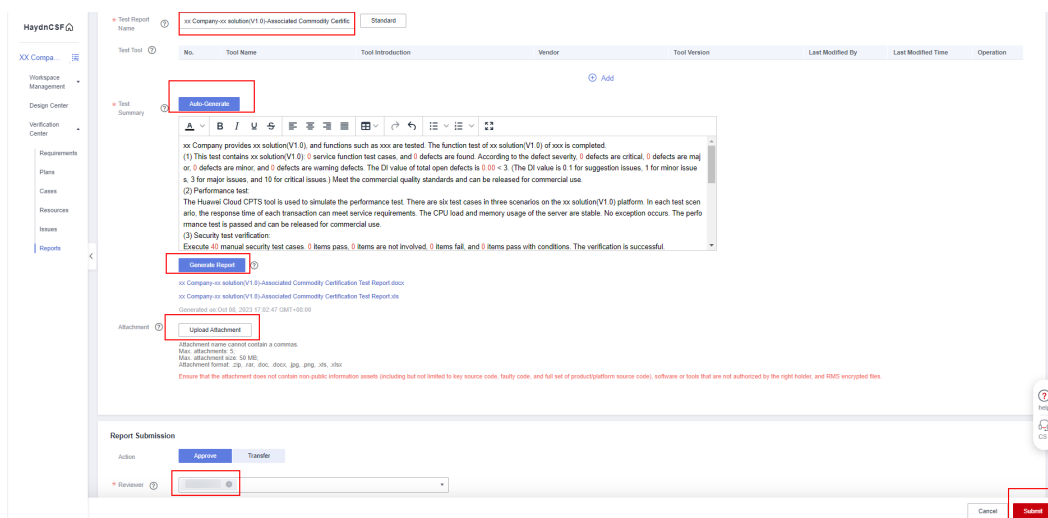 HaydnCSF
XX Compa...
Workspace
Management
Design Center
Verification
Center
Requirements
Plans
Cases
Resources
Issues
Reports
* Test Report
Name
xx Company-xx solution(V1.0)-Associated Commodity Certific
Standard
Test Tool
No. Tool Name Tool Introduction Vendor Tool Version Last Modified By Last Modified Time Operation
Add
* Test
Summary
Auto-Generate
xx Company provides xx solution(V1.0), and functions such as xxx are tested. The function test of xx solution(V1.0) of xxx is completed.
(1) This test contains xx solution(V1.0): 0 service function test cases, and 0 defects are found. According to the defect severity, 0 defects are critical, 0 defects are maj
or, 0 defects are minor, and 0 defects are warning defects. The DI value of total open defects is 0.00 < 3. (The DI value is 0.1 for suggestion issues, 1 for minor issue
s, 3 for major issues, and 10 for critical issues.) Meet the commercial quality standards and can be released for commercial use.
(2) Performance test:
The Huawei Cloud CPTS tool is used to simulate the performance test. There are six test cases in three scenarios on the xx solution(V1.0) platform. In each test scen
ario, the response time of each transaction can meet service requirements. The CPU load and memory usage of the server are stable. No exception occurs. The perfo
rmance test is passed and can be released for commercial use.
(3) Security test verification:
Execute 40 manual security test cases. 0 items pass, 0 items are not involved, 0 items fail, and 0 items pass with conditions. The verification is successful.
Generate Report
xx Company-xx solution(V1.0)-Associated Commodity Certification Test Report.docx
xx Company-xx solution(V1.0)-Associated Commodity Certification Test Report.xls
Generated on:Oct 08, 2023 17:02:47 GMT+08:00
Attachment
Upload Attachment
Attachment name cannot contain a commas.
Max. attachments: 5;
Max. attachment size: 50 MB;
Attachment format: .zip, .rar, .doc, .docx, .jpg, .png, .xls, .xlsx
Ensure that the attachment does not contain non-public information assets (including but not limited to key source code, faulty code, and full set of product/platform source code), software or tools that are not authorized by the right holder, and RMS encrypted files.
Report Submission
Action
Approve
Transfer
* Reviewer
help
CS
Cancel
Submit